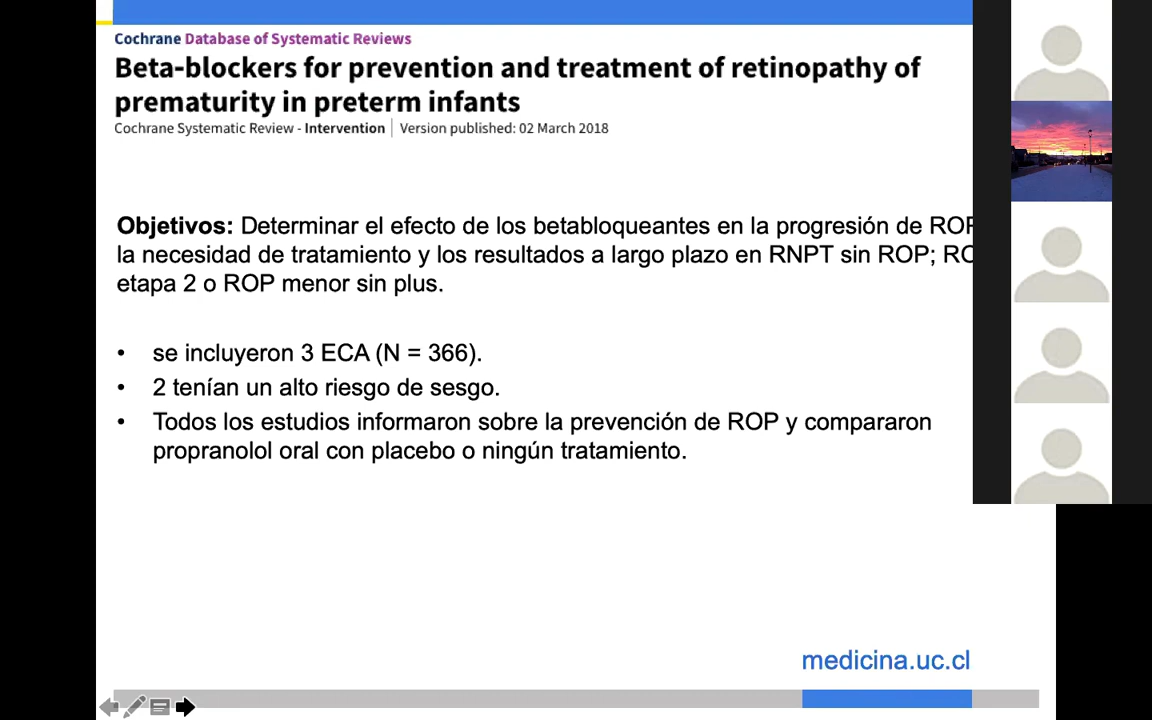 Cochrane Database of Systematic Reviews
Beta-blockers for prevention and treatment of retinopathy of
prematurity in preterm infants
Cochrane Systematic Review - Intervention | Version published: 02 March 2018
Objetivos: Determinar el efecto de los betabloqueantes en la progresión de ROP
la necesidad de tratamiento y los resultados a largo plazo en RNPT sin ROP;
etapa 2 o ROP menor sin plus.
• se incluyeron 3 ECA (N = 366).
• 2 tenían un alto riesgo de sesgo.
• Todos los estudios informaron sobre la prevención de ROP y compararon
propranolol oral con placebo o ningún tratamiento.
medicina.uc.cl